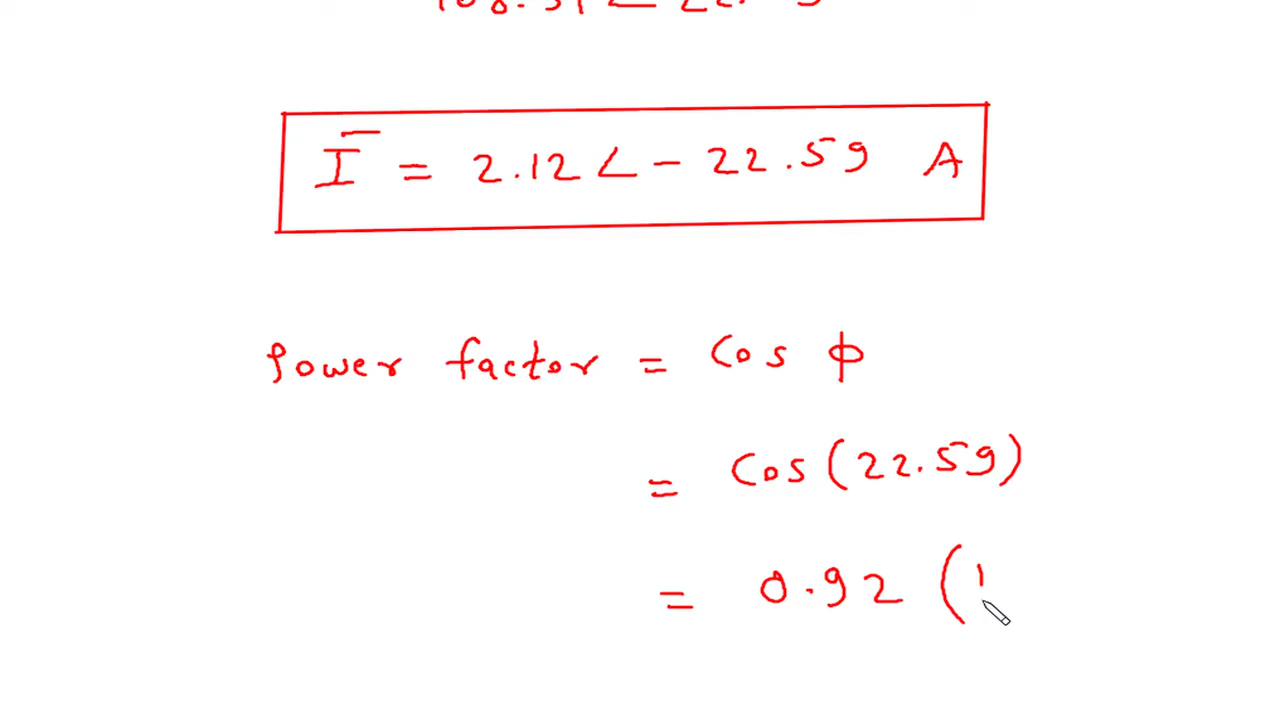 I̅ = 2.12∠-22.59 A
Power factor = Cos ϕ
= Cos(22.59)
= 0.92 (